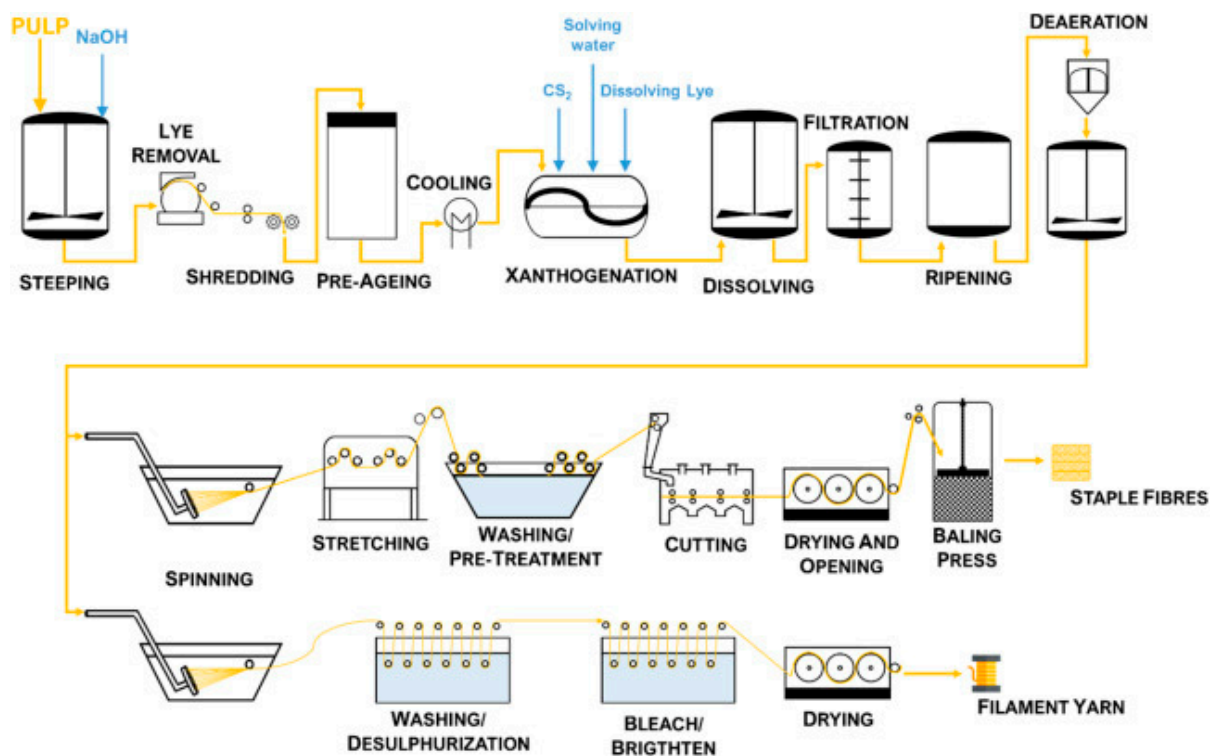 PULP
NaOH
LYE
REMOVAL
STEEPING
SHREDDING
PRE-AGEING
COOLING
Solving
water
CS₂
Dissolving Lye
XANTHOGENATION
DISSOLVING
FILTRATION
RIPENING
DEAERATION
SPINNING
STRETCHING
WASHING/
PRE-TREATMENT
CUTTING
DRYING AND
OPENING
BALING
PRESS
STAPLE FIBRES
WASHING/
DESULPHURIZATION
BLEACH/
BRIGTHTEN
DRYING
FILAMENT YARN